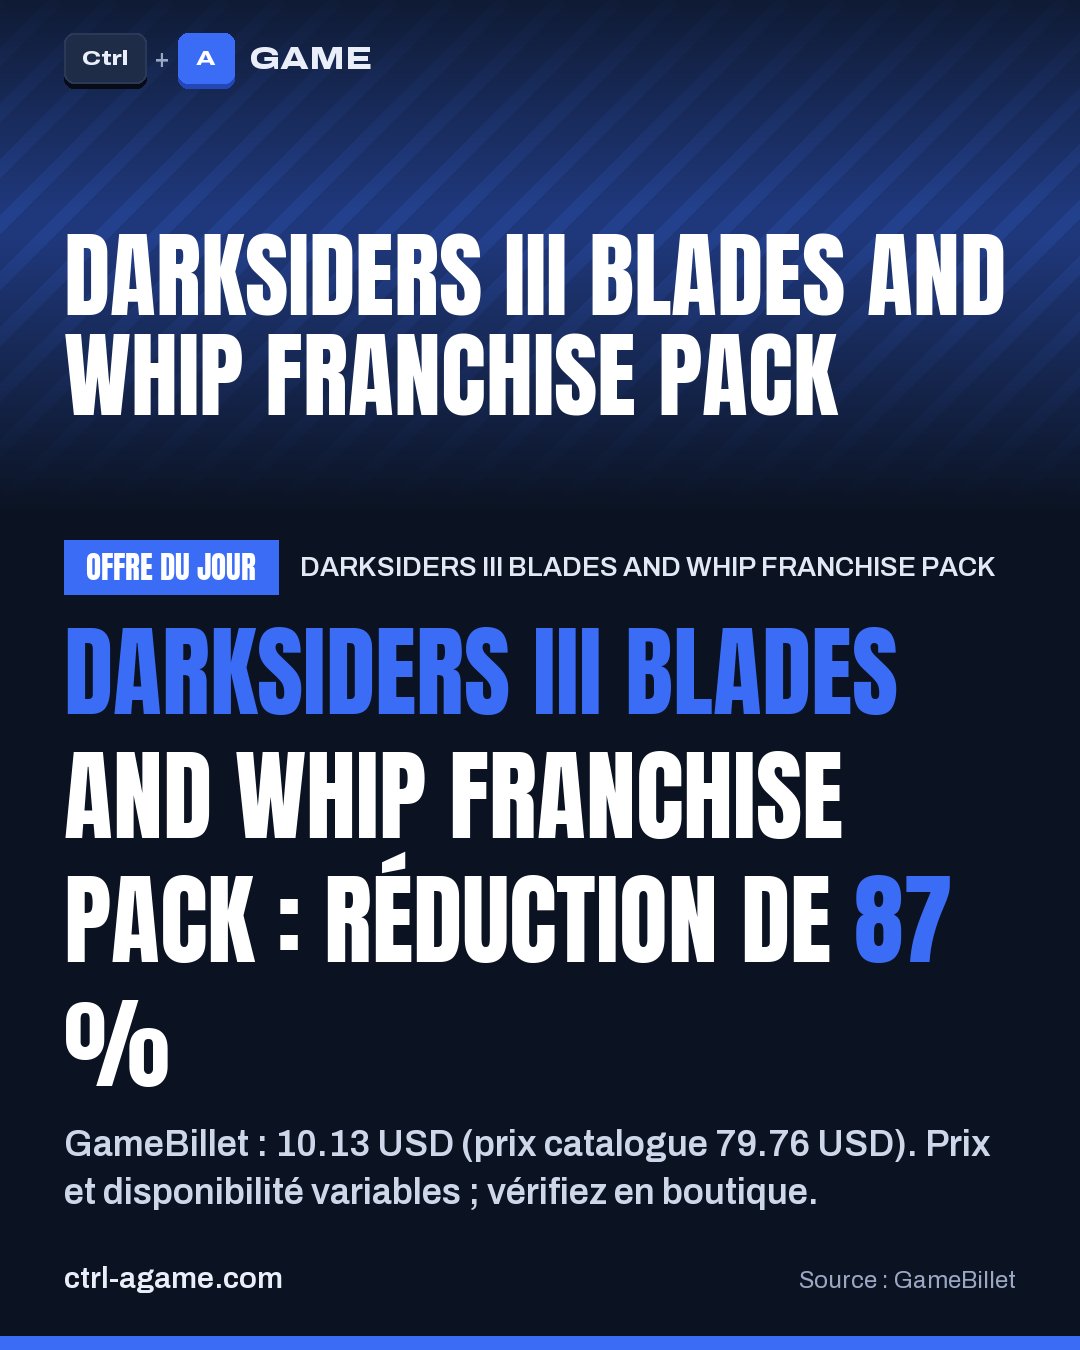 Ctrl + A GAME
DARKSIDERS III BLADES AND
WHIP FRANCHISE PACK
OFFRE DU JOUR DARKSIDERS III BLADES AND WHIP FRANCHISE PACK
DARKSIDERS III BLADES
AND WHIP FRANCHISE
PACK : RÉDUCTION DE 87
%
GameBillet : 10.13 USD (prix catalogue 79.76 USD). Prix
et disponibilité variables ; vérifiez en boutique.
ctrl-agame.com Source : GameBillet